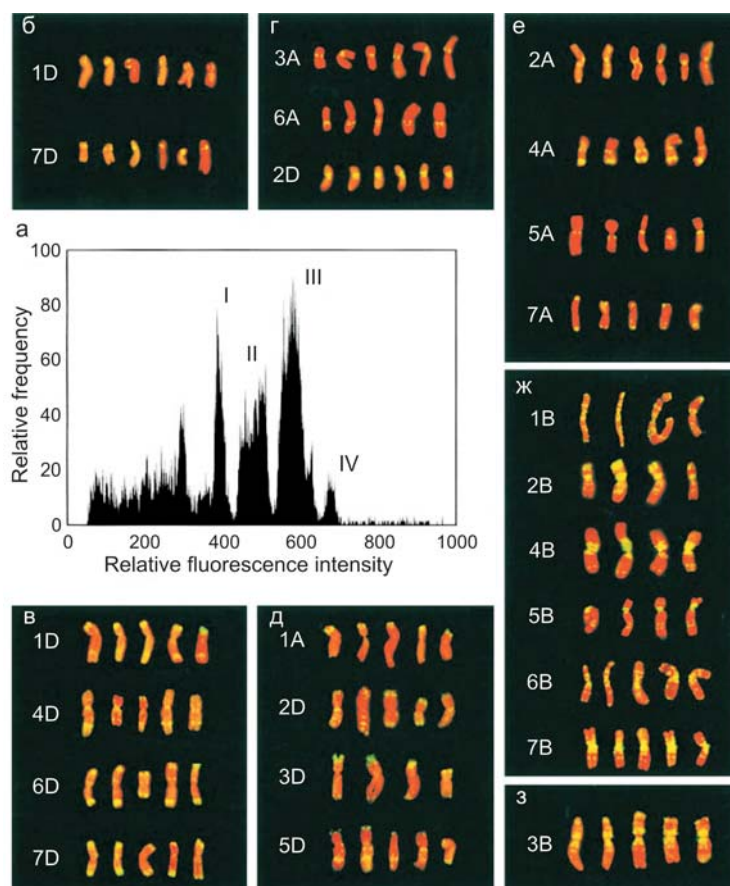 б
1D
7D
г
3A
6A
2D
е
2A
4A
5A
7A
а
100
80
60
40
20
0
Relative frequency
I
II
III
IV
0 200 400 600 800 1000
Relative fluorescence intensity
ж
1B
2B
4B
5B
6B
7B
в
1D
4D
6D
7D
д
1A
2D
3D
5D
з
3B